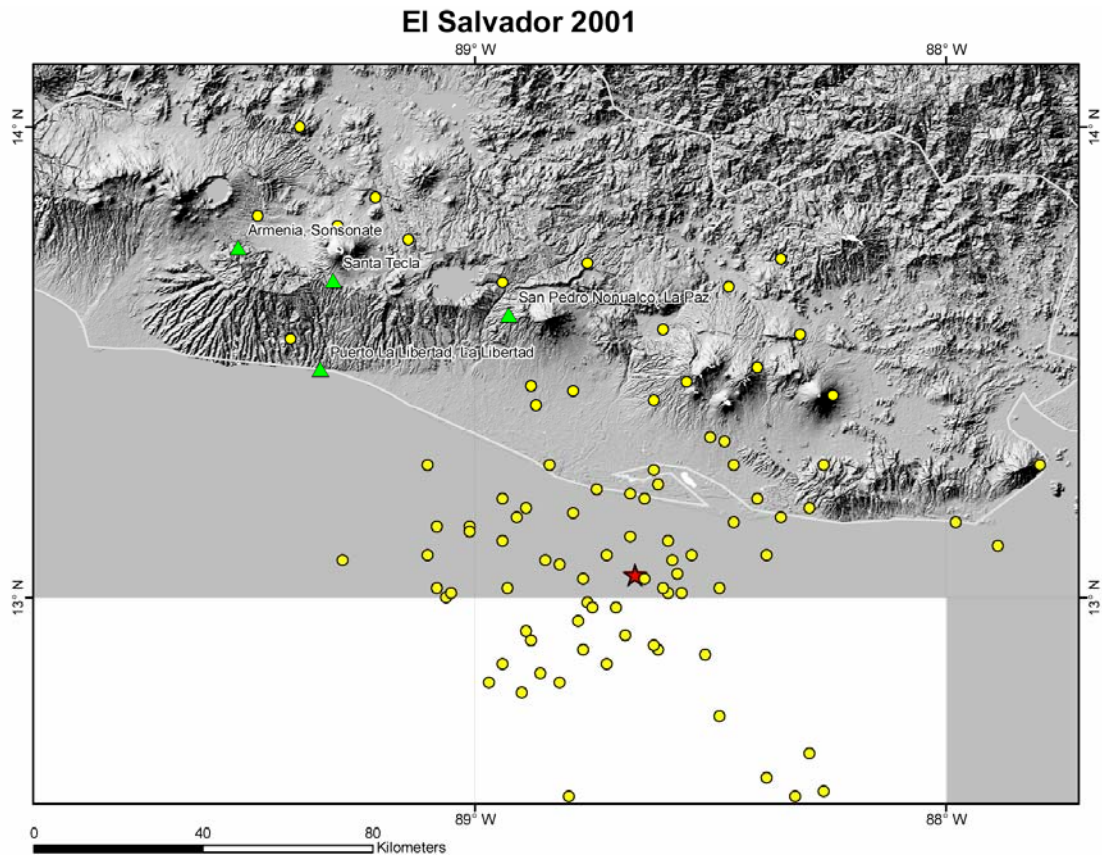 El Salvador 2001
89° W
88° W
14° N
14° N
Armenia, Sonsonate
Santa Tecla
San Pedro Nonualco, La Paz
Puerto La Libertad, La Libertad
13° N
13° N
89° W
88° W
0
40
80
Kilometers